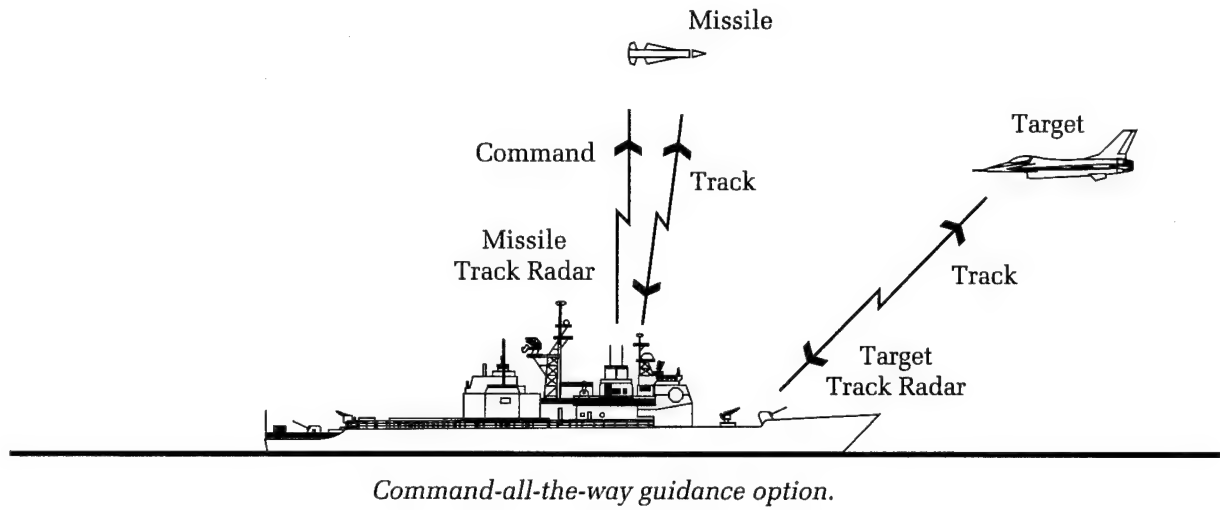 Missile
Target
Command
Track
Missile
Track Radar
Track
Target
Track Radar
Command-all-the-way guidance option.